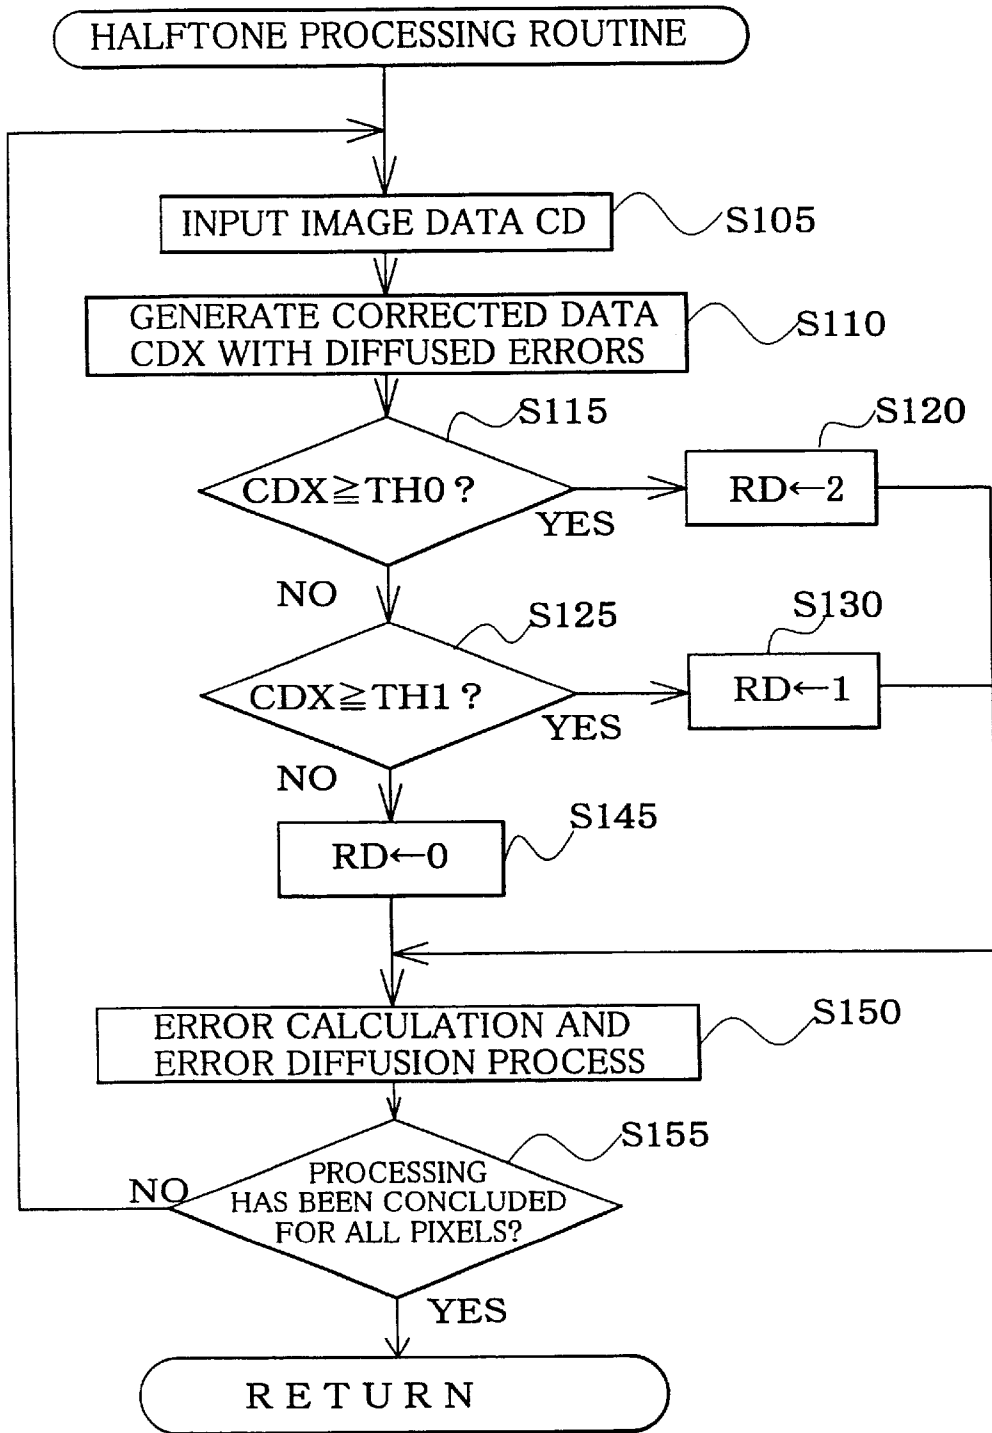 HALFTONE PROCESSING ROUTINE
INPUT IMAGE DATA CD
S105
GENERATE CORRECTED DATA
CDX WITH DIFFUSED ERRORS
S110
S115
CDX≧TH0?
YES
NO
S120
RD←2
S125
CDX≧TH1?
YES
NO
S130
RD←1
S145
RD←0
ERROR CALCULATION AND
ERROR DIFFUSION PROCESS
S150
S155
PROCESSING
HAS BEEN CONCLUDED
FOR ALL PIXELS?
NO
YES
RETURN